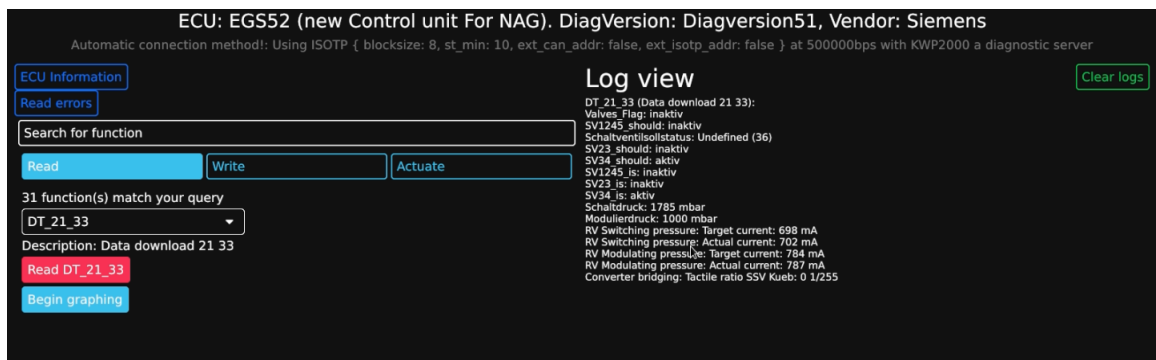 ECU: EGS52 (new Control unit For NAG). DiagVersion: Diagversion51, Vendor: Siemens
Automatic connection method!: Using ISOTP { blocksize: 8, st_min: 10, ext_can_addr: false, ext_isotp_addr: false } at 500000bps with KWP2000 a diagnostic server
ECU Information
Read errors
Search for function
Read
Write
Actuate
31 function(s) match your query
DT_21_33
Description: Data download 21 33
Read DT_21_33
Begin graphing
Log view
Clear logs
DT_21_33 (Data download 21 33):
Valves_Flag: inaktiv
SV1245_should: inaktiv
Schaltventilsollstatus: Undefined (36)
SV23_should: inaktiv
SV34_should: aktiv
SV1245_is: inaktiv
SV23_is: inaktiv
SV34_is: aktiv
Schaltdruck: 1785 mbar
Modulierdruck: 1000 mbar
RV Switching pressure: Target current: 698 mA
RV Switching pressure: Actual current: 702 mA
RV Modulating pressure: Target current: 784 mA
RV Modulating pressure: Actual current: 787 mA
Converter bridging: Tactile ratio SSV Kueb: 0 1/255